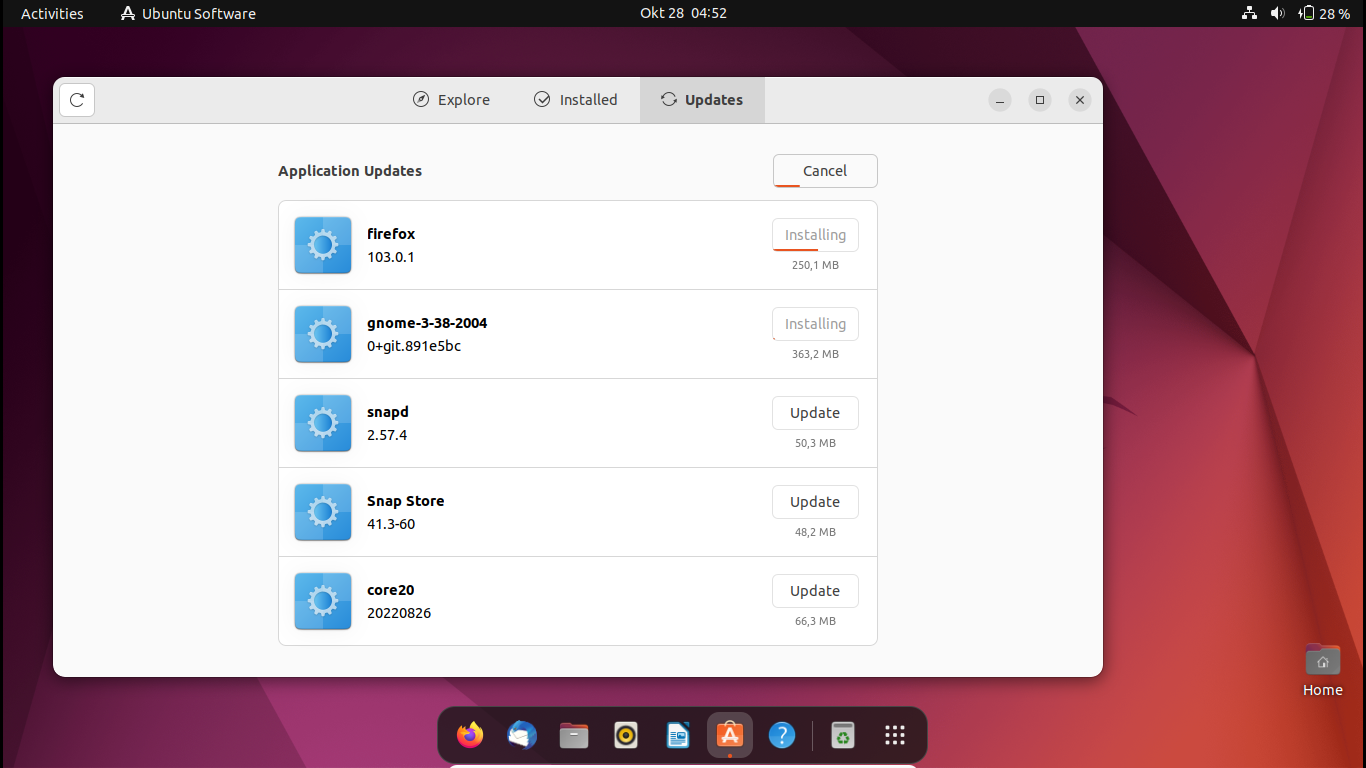 Activities Ubuntu Software Okt 28 04:52 28 %
Explore Installed Updates
Application Updates Cancel
firefox
103.0.1
Installing
250,1 MB
gnome-3-38-2004
0+git.891e5bc
Installing
363,2 MB
snapd
2.57.4
Update
50,3 MB
Snap Store
41.3-60
Update
48,2 MB
core20
20220826
Update
66,3 MB
Home